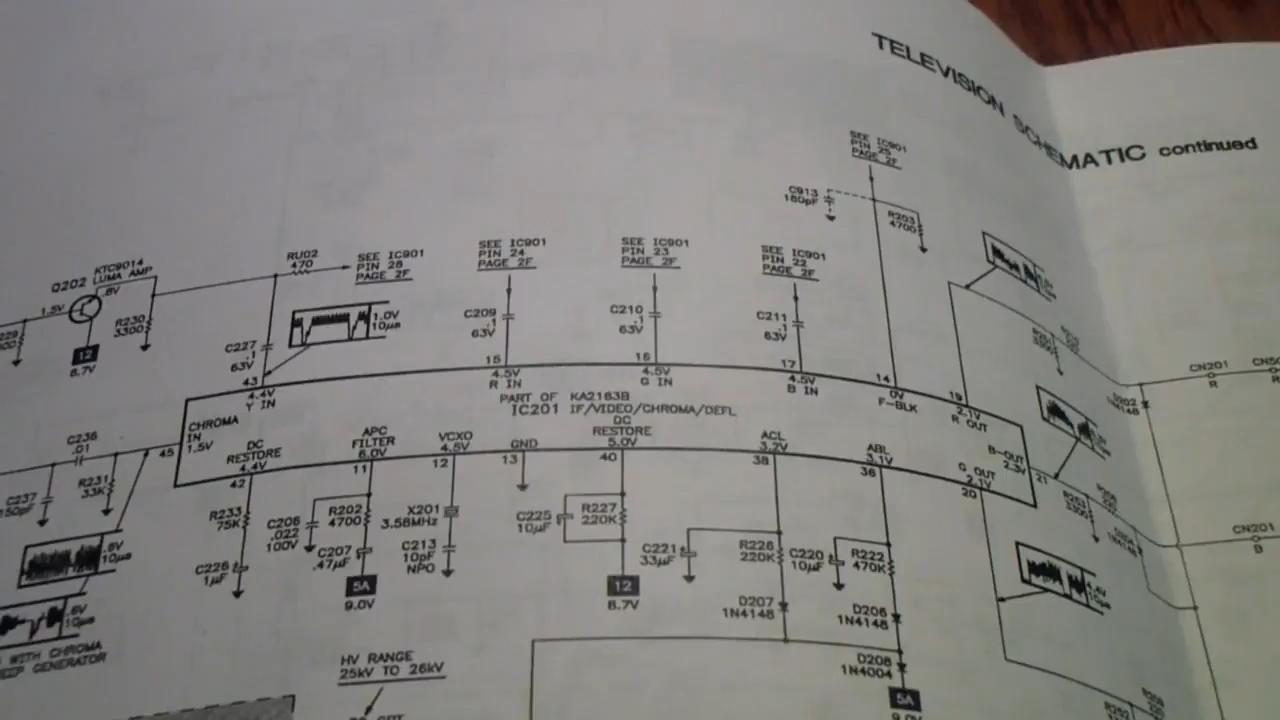 TELEVISION SCHEMATIC continued
SEE IC901
PIN 25
PAGE 2F
C913
180pF
R203
4700
Q202
KTC9014
LUMA AMP
.8V
1.5V
12
8.7V
R230
3300
RU02
470
SEE IC901
PIN 28
PAGE 2F
SEE IC901
PIN 24
PAGE 2F
SEE IC901
PIN 23
PAGE 2F
SEE IC901
PIN 22
PAGE 2F
1.0V
10µs
C227
.1
63V
C209
.1
63V
C210
.1
63V
C211
.1
63V
43
4.4V
Y IN
15
4.5V
R IN
16
4.5V
G IN
17
4.5V
B IN
14
0V
F-BLK
19
2.1V
R OUT
PART OF KA2163B
IC201 IF/VIDEO/CHROMA/DEFL
CHROMA
IN
1.5V
45
DC
RESTORE
4.4V
42
APC
FILTER
6.0V
11
VCXO
4.5V
12
GND
13
DC
RESTORE
5.0V
40
ACL
3.7V
38
ABL
3.1V
36
G OUT
2.1V
20
B-OUT
2.3V
21
C236
.01
C237
150pF
R231
33K
R233
75K
C226
1µF
C206
.022
100V
R202
4700
C207
.47µF
5A
9.0V
X201
3.58MHz
C213
10pF
NPO
C225
10µF
R227
220K
12
8.7V
C221
33µF
R226
220K
C220
10µF
R222
470K
D207
1N4148
D206
1N4148
D208
1N4004
5A
9.0V
D202
1N4148
CN201
R
CN201
B
.6V
10µs
.6V
10µs
WITH CHROMA
GENERATOR
HV RANGE
25kV TO 26kV